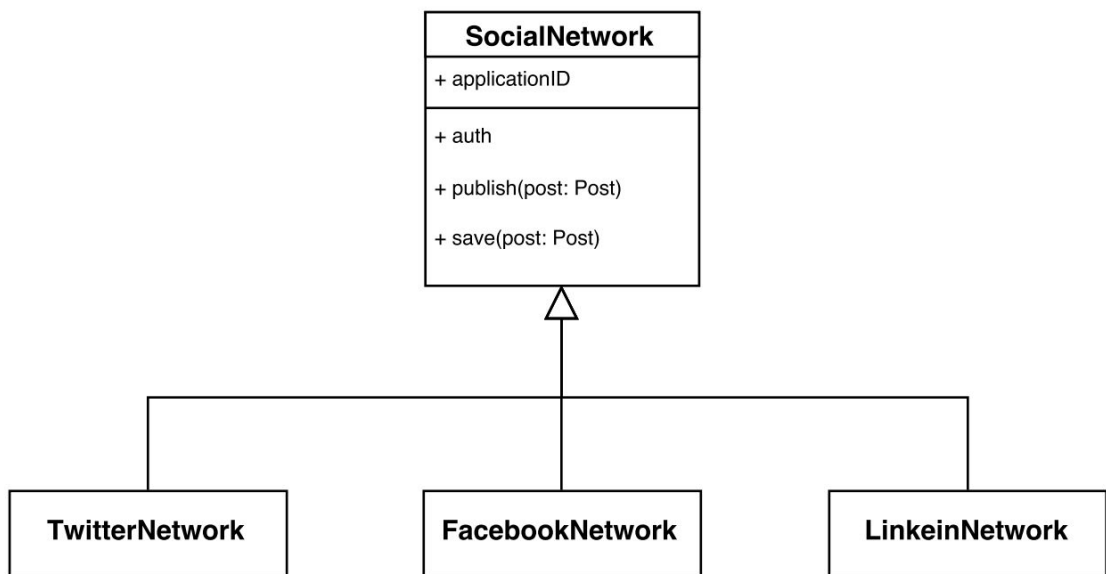 SocialNetwork
+ applicationID
+ auth
+ publish(post: Post)
+ save(post: Post)
TwitterNetwork
FacebookNetwork
LinkeinNetwork